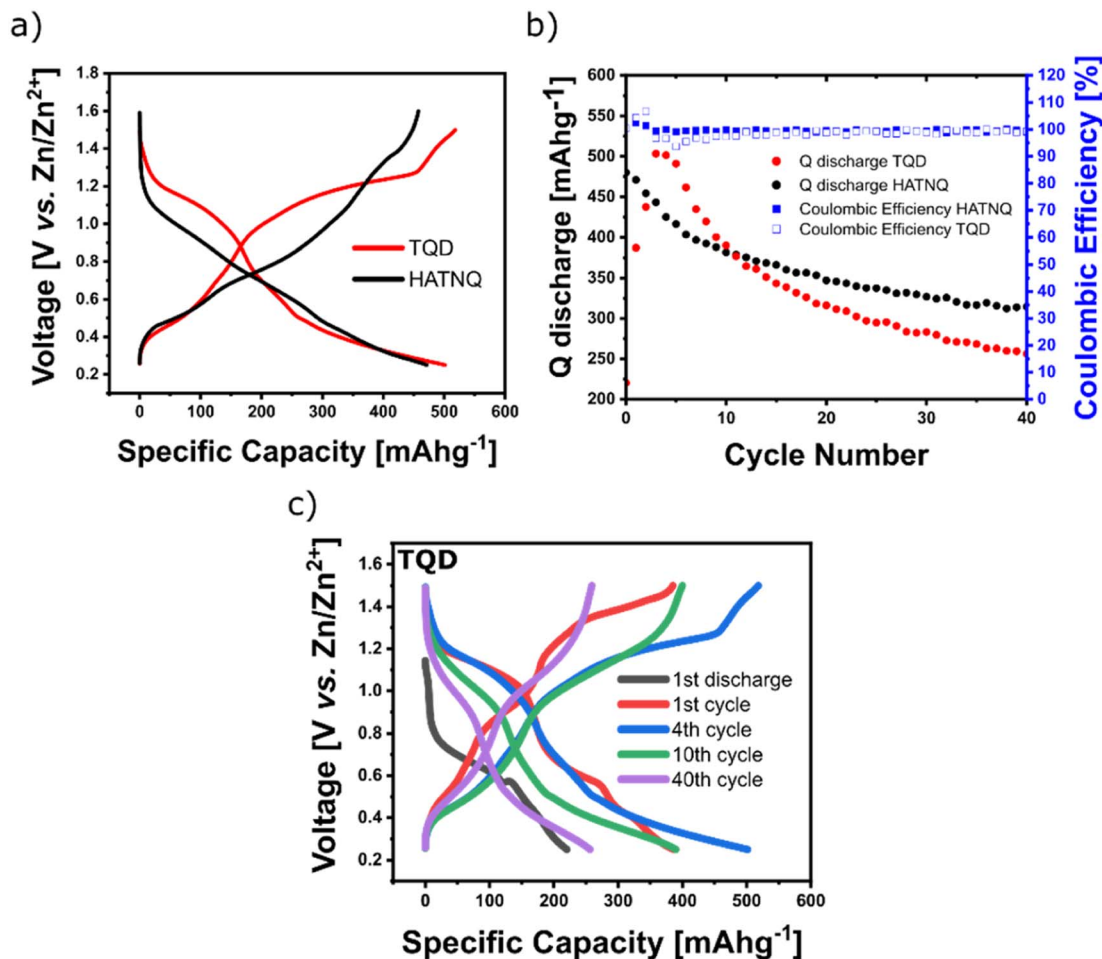 a)
Voltage [V vs. Zn/Zn²⁺]
1.8
1.6
1.4
1.2
1.0
0.8
0.6
0.4
0.2
TQD
HATNQ
0 100 200 300 400 500 600
Specific Capacity [mAhg⁻¹]
b)
Q discharge [mAhg⁻¹]
600
550
500
450
400
350
300
250
200
Q discharge TQD
Q discharge HATNQ
Coulombic Efficiency HATNQ
Coulombic Efficiency TQD
0 10 20 30 40
Cycle Number
120
110
100
90
80
70
60
50
40
30
20
10
0
Coulombic Efficiency [%]
c)
TQD
Voltage [V vs. Zn/Zn²⁺]
1.6
1.4
1.2
1.0
0.8
0.6
0.4
0.2
1st discharge
1st cycle
4th cycle
10th cycle
40th cycle
0 100 200 300 400 500 600
Specific Capacity [mAhg⁻¹]